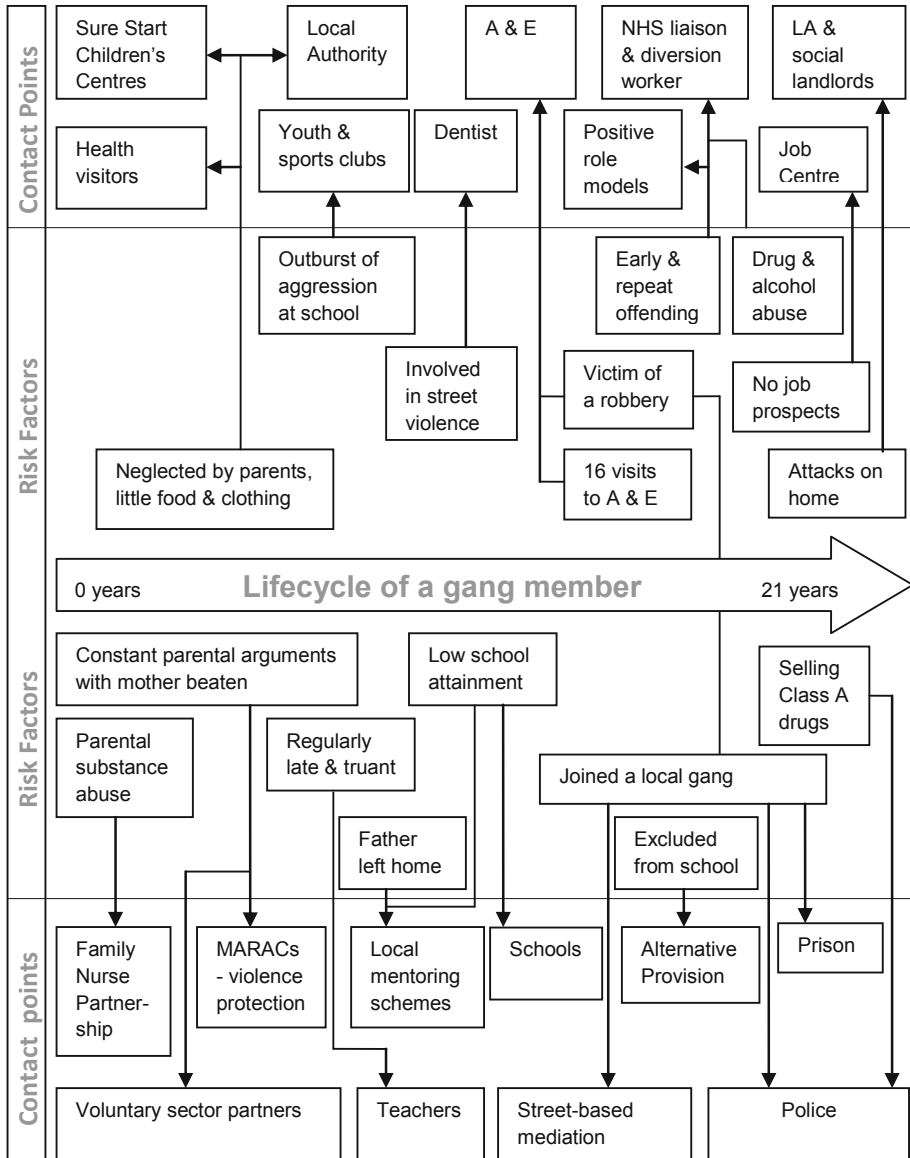 Contact Points
Sure Start
Children's
Centres
Local
Authority
A & E
NHS liaison
& diversion
worker
LA &
social
landlords
Health
visitors
Youth &
sports clubs
Dentist
Positive
role
models
Job
Centre
Risk Factors
Outburst of
aggression
at school
Early &
repeat
offending
Drug &
alcohol
abuse
Involved
in street
violence
Victim of
a robbery
No job
prospects
Neglected by parents,
little food & clothing
16 visits
to A & E
Attacks on
home
0 years
Lifecycle of a gang member
21 years
Risk Factors
Constant parental arguments
with mother beaten
Low school
attainment
Selling
Class A
drugs
Parental
substance
abuse
Regularly
late & truant
Joined a local gang
Father
left home
Excluded
from school
Contact points
Family
Nurse
Partner-
ship
MARACs
- violence
protection
Local
mentoring
schemes
Schools
Alternative
Provision
Prison
Voluntary sector partners
Teachers
Street-based
mediation
Police